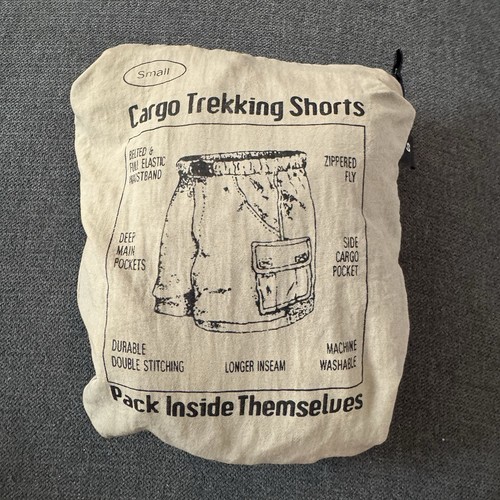 Small
Cargo Trekking Shorts
BELTED &
FULL ELASTIC
WAISTBAND
ZIPPERED
FLY
DEEP
MAIN
POCKETS
SIDE
CARGO
POCKET
DURABLE
DOUBLE STITCHING
LONGER INSEAM
MACHINE
WASHABLE
Pack Inside Themselves